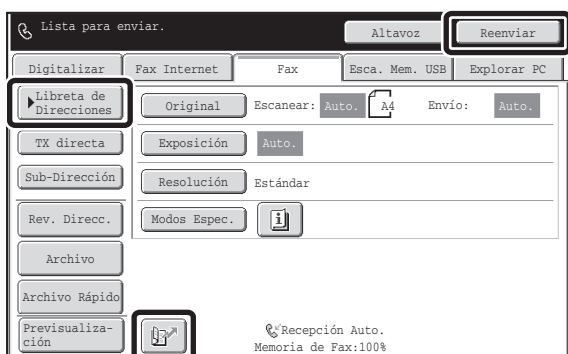 Lista para enviar.
Altavoz
Reenviar
Digitalizar
Fax Internet
Fax
Esca. Mem. USB
Explorar PC
Libreta de
Direcciones
Original
Escanear: Auto. A4 Envío: Auto.
TX directa
Exposición
Auto.
Sub-Dirección
Resolución
Estándar
Rev. Direcc.
Modos Espec.
Archivo
Archivo Rápido
Previsualiza-
ción
Recepción Auto.
Memoria de Fax:100%